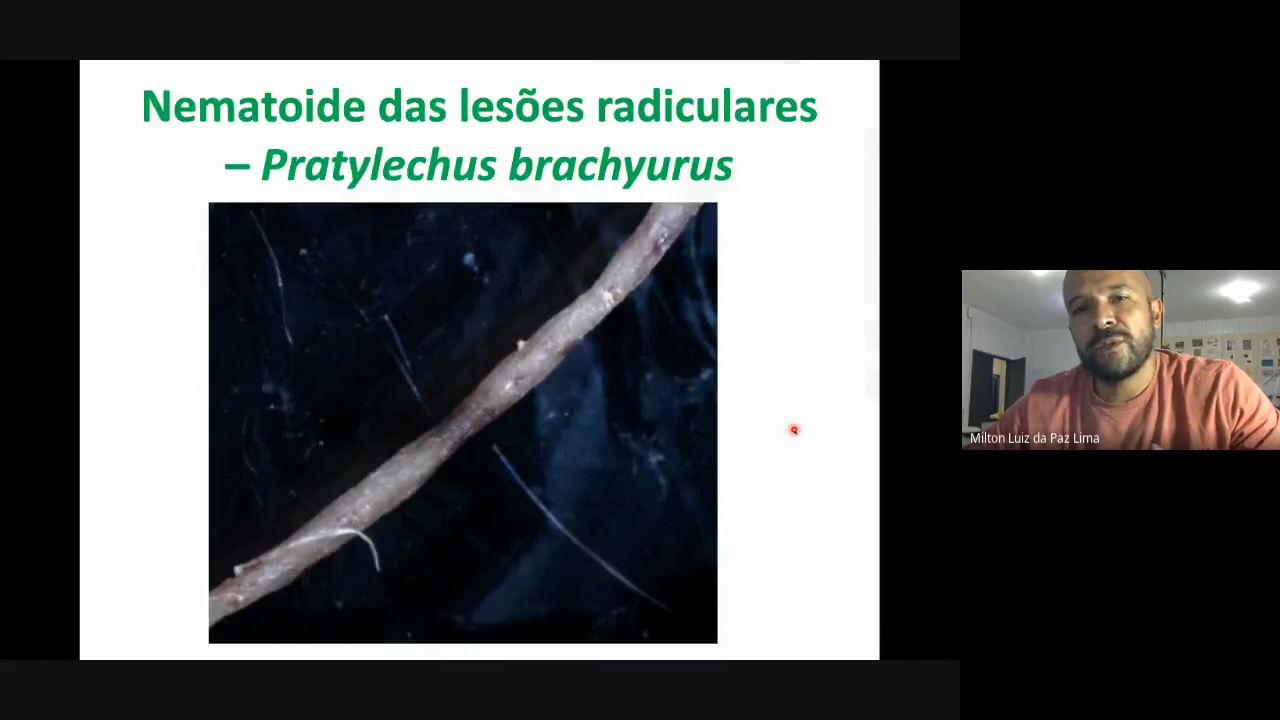 Nematoide das lesões radiculares
– Pratylechus brachyurus
Milton Luiz da Paz Lima